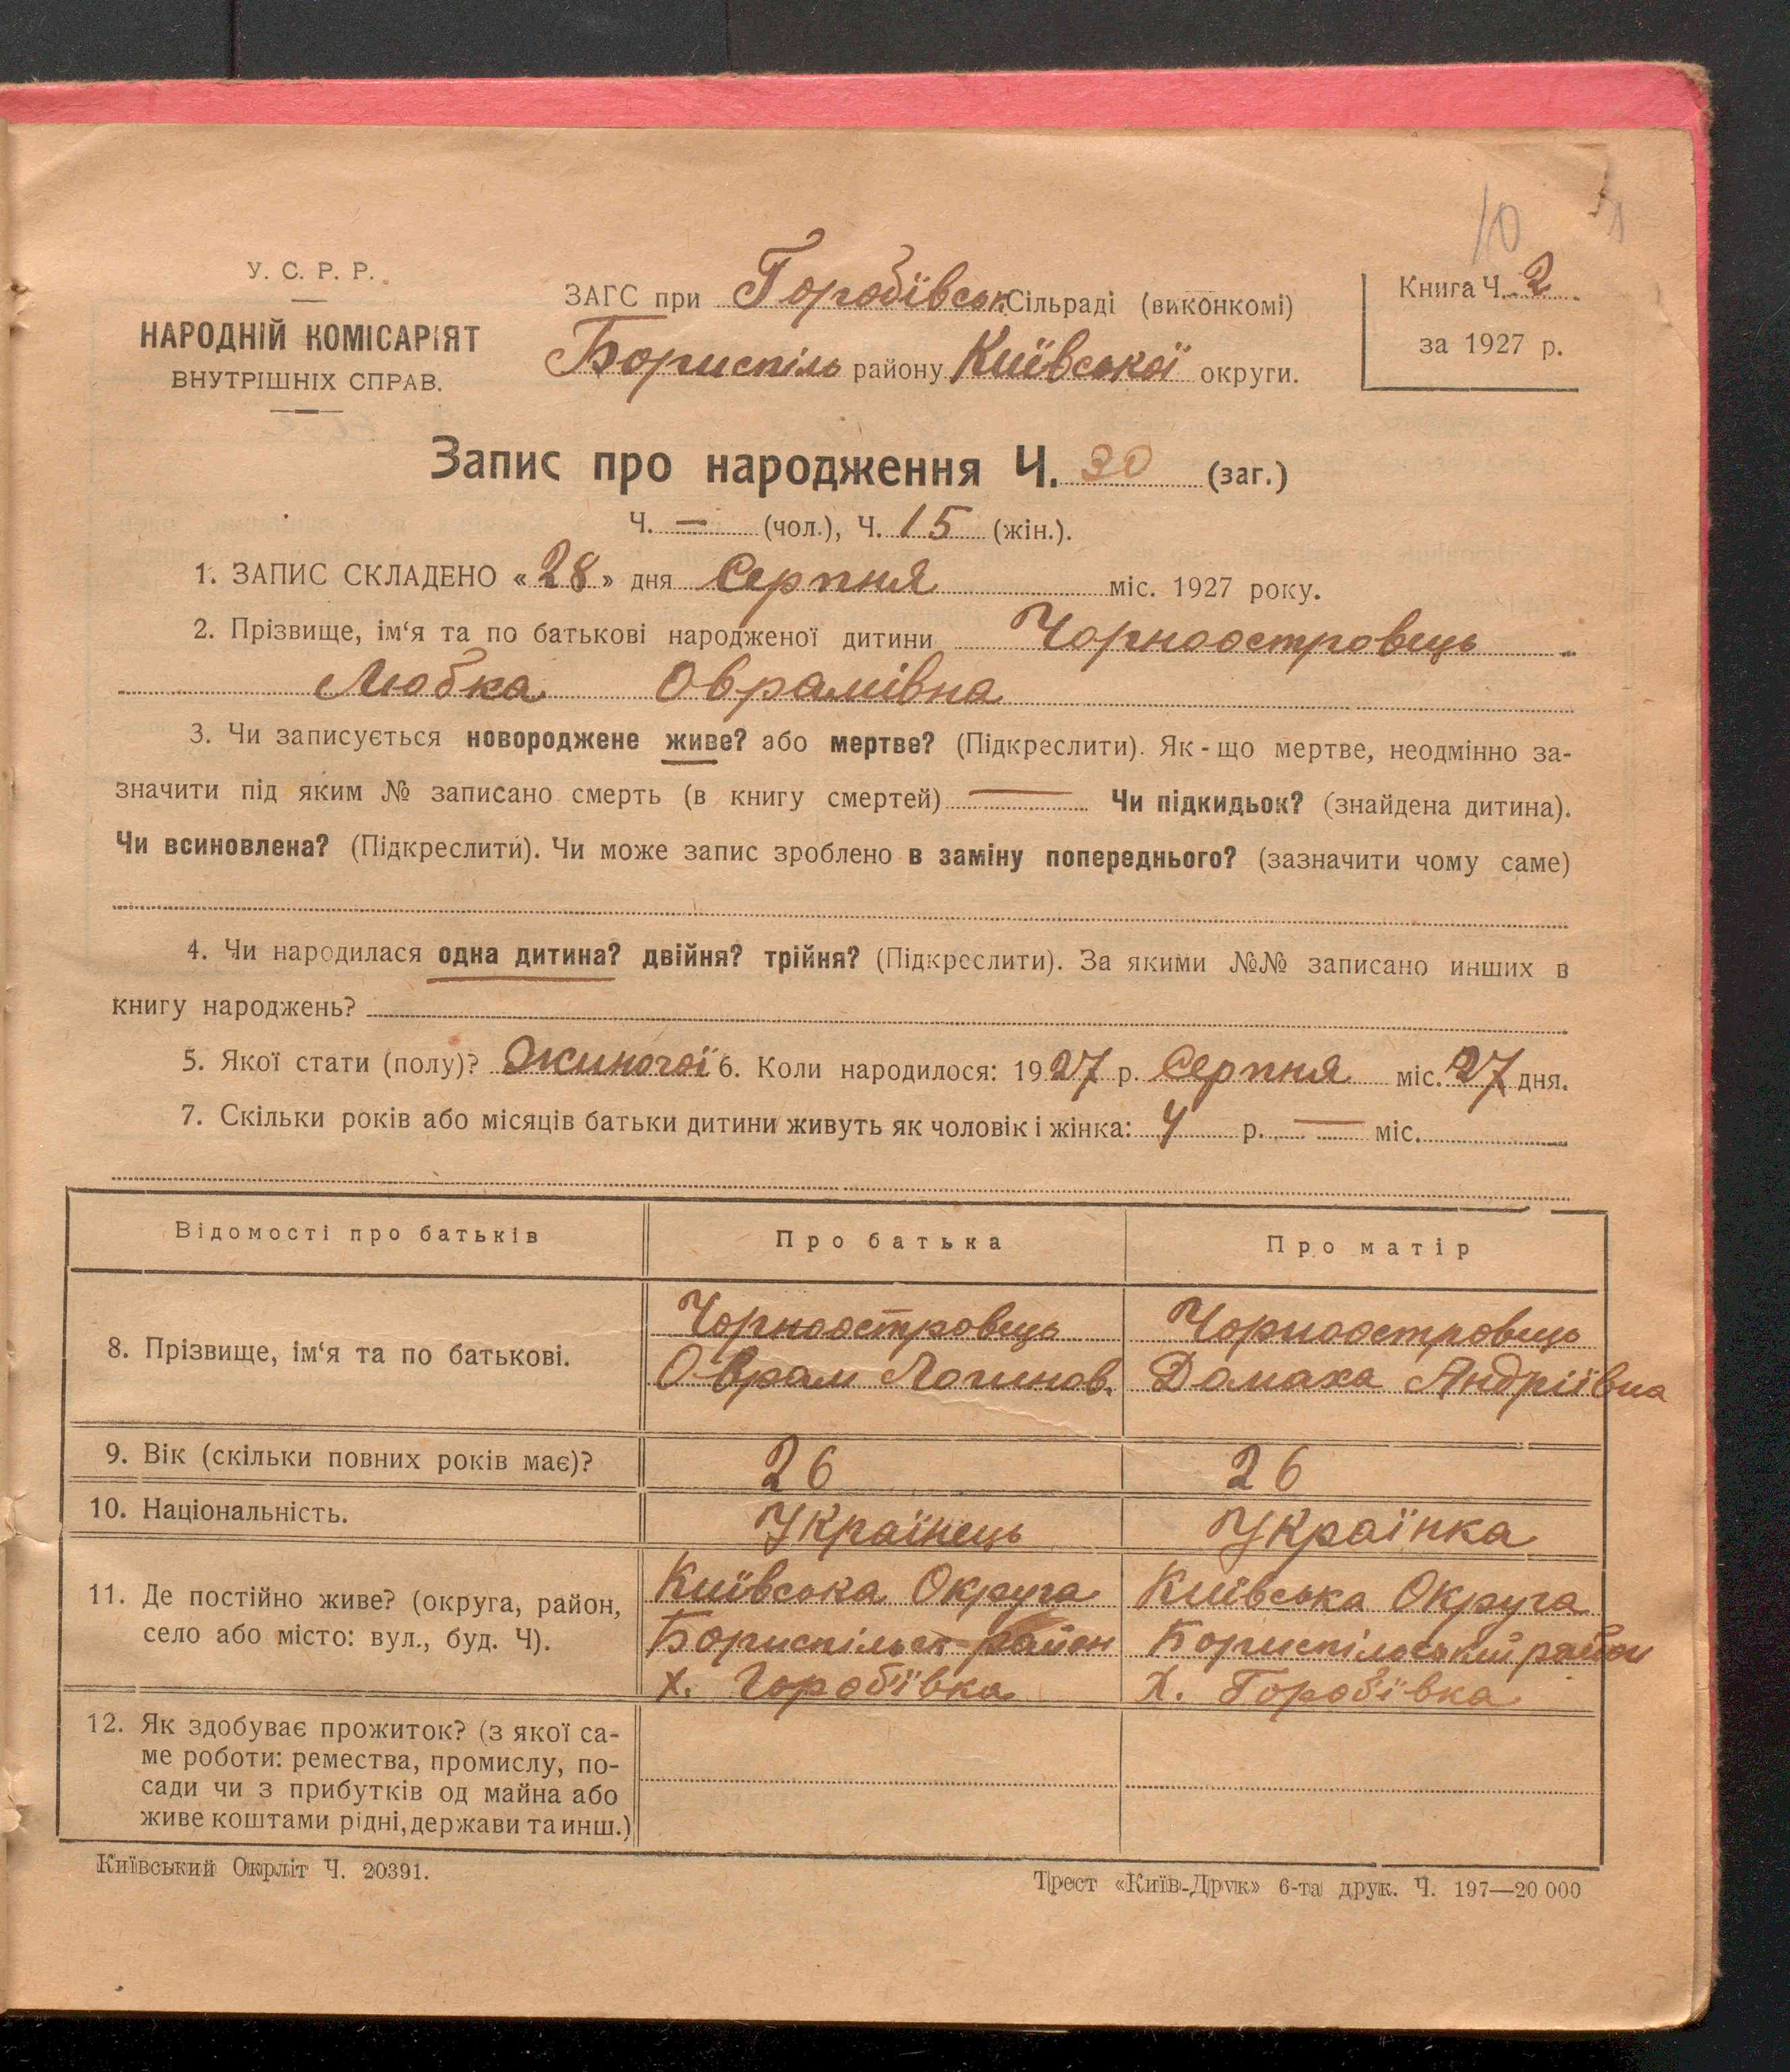 10
У. С. Р. Р.
НАРОДНІЙ КОМІСАРІЯТ
ВНУТРІШНІХ СПРАВ.
ЗАГС при Горобівськ Сільраді (виконкомі)
Бориспіль району Київської округи.
Книга Ч. 2
за 1927 р.
Запис про народження Ч. 30 (заг.)
Ч. — (чол.), Ч. 15 (жін.).
1. ЗАПИС СКЛАДЕНО «28» дня Серпня міс. 1927 року.
2. Прізвище, ім‘я та по батькові народженої дитини Чорноостровець
Любка Оврамівна
3. Чи записується новороджене живе? або мертве? (Підкреслити). Як-що мертве, неодмінно за-
значити під яким № записано смерть (в книгу смертей) — Чи підкидьок? (знайдена дитина).
Чи всиновлена? (Підкреслити). Чи може запис зроблено в заміну попереднього? (зазначити чому саме)
4. Чи народилася одна дитина? двійня? трійня? (Підкреслити). За якими №№ записано инших в
книгу народжень?
5. Якої стати (полу)? Жиночої 6. Коли народилося: 1927 р. Серпня міс. 27 дня.
7. Скільки років або місяців батьки дитини живуть як чоловік і жінка: 4 р. — міс.
Відомості про батьків Про батька Про матір
8. Прізвище, ім‘я та по батькові.
Чорноостровець Чорноостровець
Оврам Логинов. Домаха Андріївна
9. Вік (скільки повних років має)? 26 26
10. Національність. Українець Українка
11. Де постійно живе? (округа, район,
село або місто: вул., буд. Ч).
Київська Округа Київська Округа
Бориспільск район Бориспільський район
х. Горобївка Х. Горобївка
12. Як здобуває прожиток? (з якої са-
ме роботи: ремества, промислу, по-
сади чи з прибутків од майна або
живе коштами рідні, держави та инш.)
Київський Окрліт Ч. 20391.
Трест «Київ-Друк» 6-та друк. Ч. 197—20 000